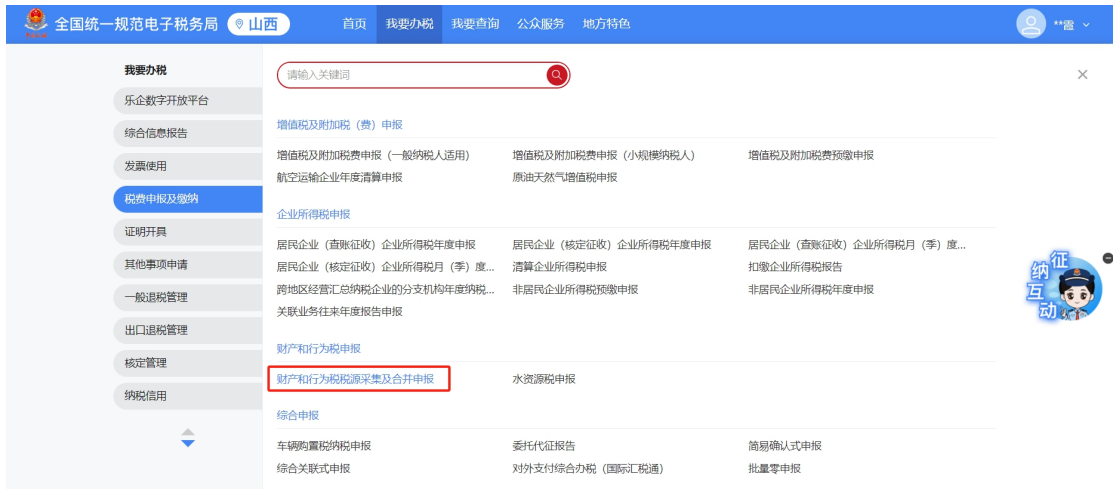 全国统一规范电子税务局 山西 首页 我要办税 我要查询 公众服务 地方特色 **霞
我要办税
乐企数字开放平台
综合信息报告
发票使用
税费申报及缴纳
证明开具
其他事项申请
一般退税管理
出口退税管理
核定管理
纳税信用
请输入关键词
增值税及附加税（费）申报
增值税及附加税费申报（一般纳税人适用） 增值税及附加税费申报（小规模纳税人） 增值税及附加税费预缴申报
航空运输企业年度清算申报 原油天然气增值税申报
企业所得税申报
居民企业（查账征收）企业所得税年度申报 居民企业（核定征收）企业所得税年度申报 居民企业（查账征收）企业所得税月（季）度...
居民企业（核定征收）企业所得税月（季）度... 清算企业所得税申报 扣缴企业所得税报告
跨地区经营汇总纳税企业的分支机构年度纳税... 非居民企业所得税预缴申报 非居民企业所得税年度申报
关联业务往来年度报告申报
财产和行为税申报
财产和行为税税源采集及合并申报 水资源税申报
综合申报
车辆购置税纳税申报 委托代征报告 简易确认式申报
综合关联式申报 对外支付综合办税（国际汇税通） 批量零申报
征纳互动